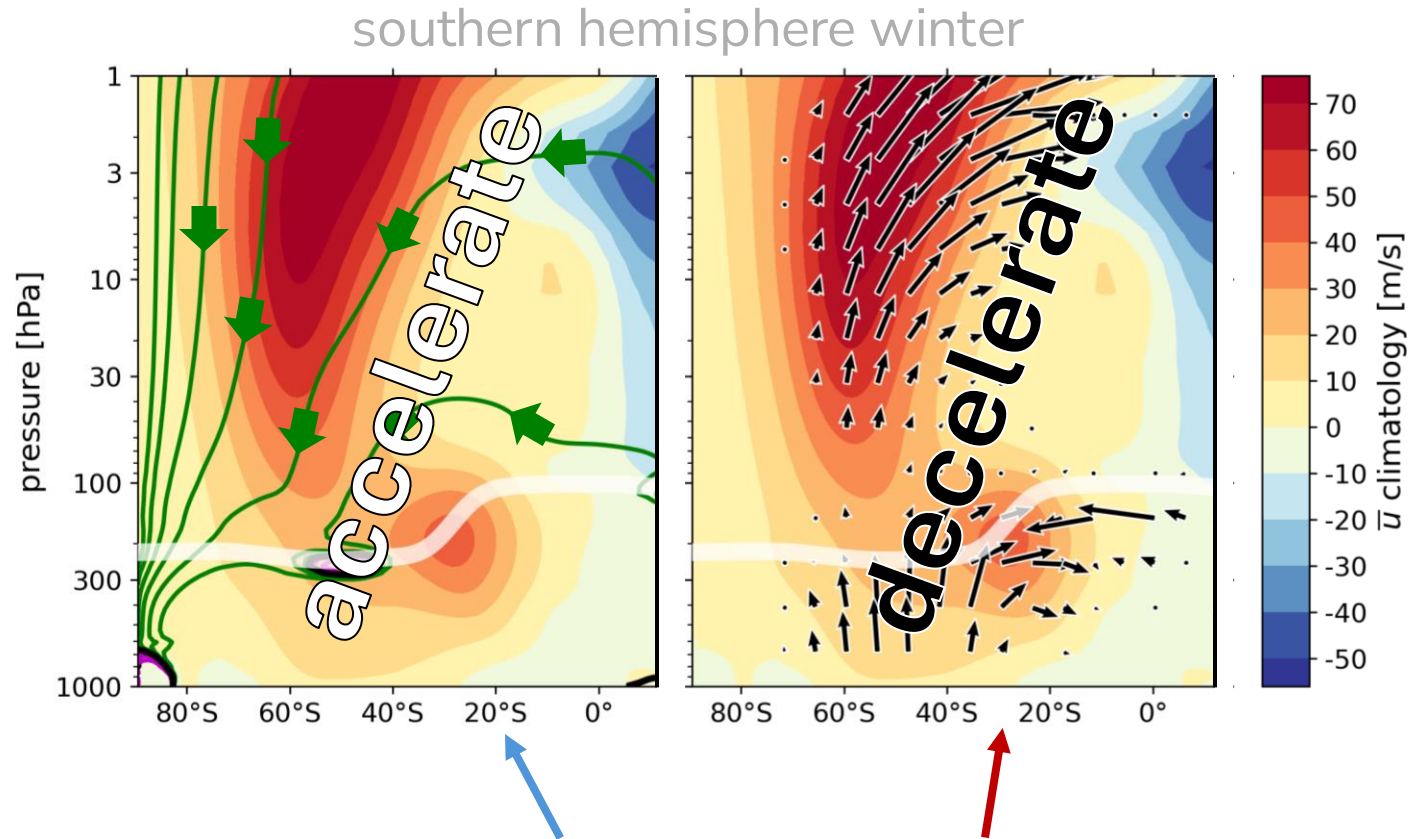 southern hemisphere winter
pressure [hPa]
1
3
10
30
100
300
1000
80°S 60°S 40°S 20°S 0°
accelerate
80°S 60°S 40°S 20°S 0°
decelerate
70
60
50
40
30
20
10
0
-10
-20
-30
-40
-50
u̅ climatology [m/s]